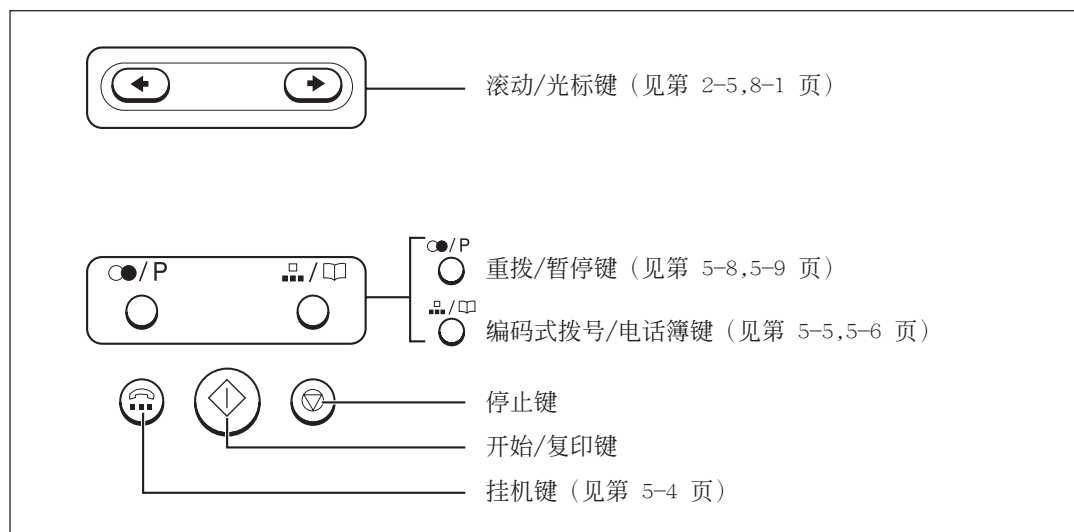 滚动/光标键（见第 2-5,8-1 页）
/P
/P
/
重拨/暂停键（见第 5-8,5-9 页）
/
编码式拨号/电话簿键（见第 5-5,5-6 页）
停止键
开始/复印键
挂机键（见第 5-4 页）